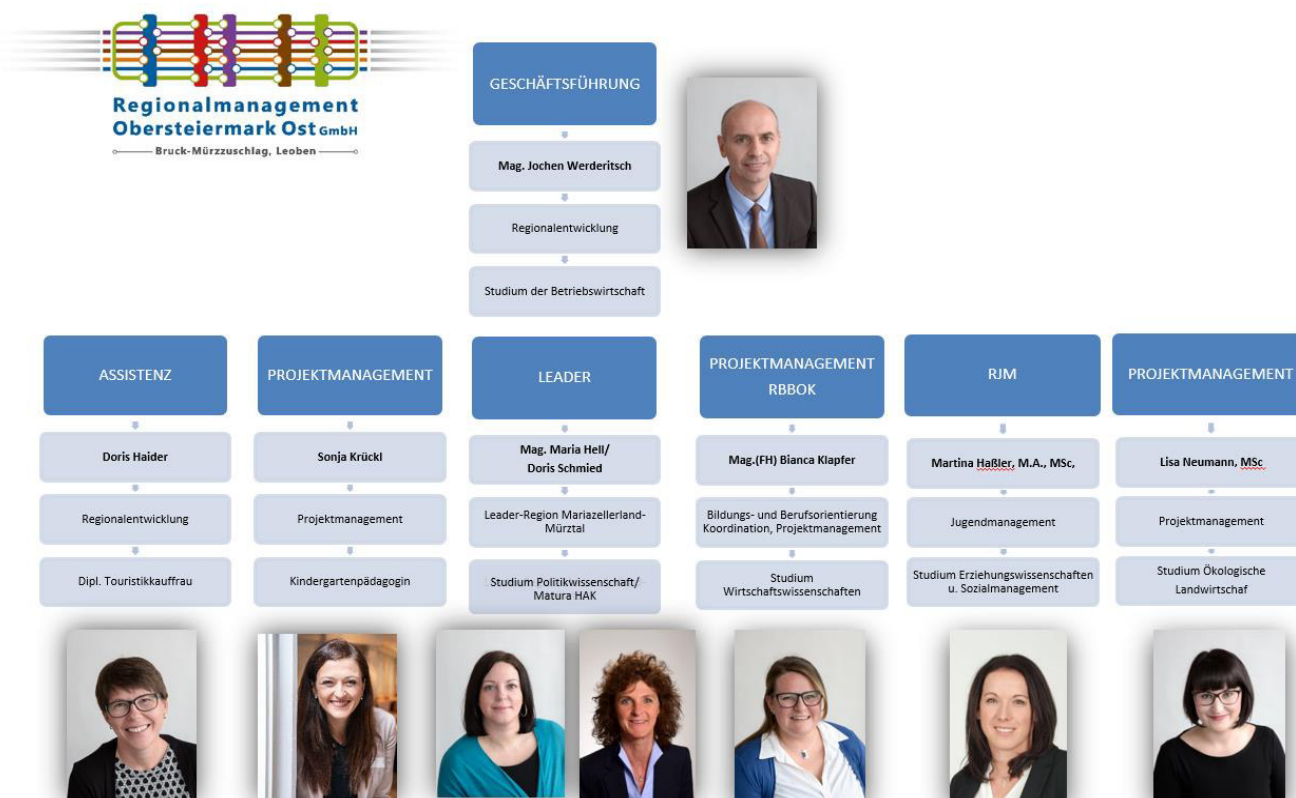 Regionalmanagement
Obersteiermark Ost GmbH
Bruck-Mürzzuschlag, Leoben
GESCHÄFTSFÜHRUNG
Mag. Jochen Werderitsch
Regionalentwicklung
Studium der Betriebswirtschaft
ASSISTENZ
Doris Haider
Regionalentwicklung
Dipl. Touristikkauffrau
PROJEKTMANAGEMENT
Sonja Krückl
Projektmanagement
Kindergartenpädagogin
LEADER
Mag. Maria Hell/
Doris Schmied
Leader-Region Mariazellerland-
Mürztal
Studium Politikwissenschaft/
Matura HAK
PROJEKTMANAGEMENT
RBBOK
Mag.(FH) Bianca Klapfer
Bildungs- und Berufsorientierung
Koordination, Projektmanagement
Studium
Wirtschaftswissenschaften
RJM
Martina Haßler, M.A., MSc,
Jugendmanagement
Studium Erziehungswissenschaften
u. Sozialmanagement
PROJEKTMANAGEMENT
Lisa Neumann, MSc
Projektmanagement
Studium Ökologische
Landwirtschaf